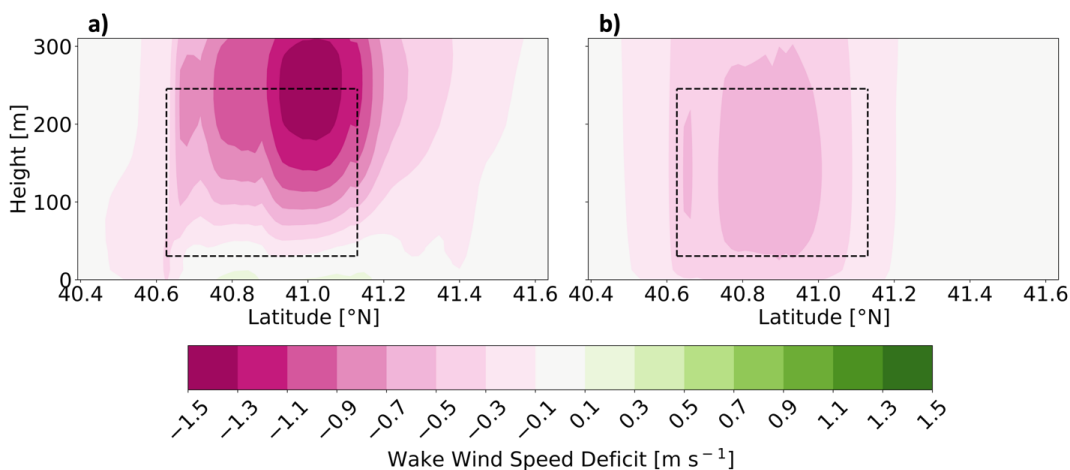 a) b)
300
200
100
0
Height [m]
40.4 40.6 40.8 41.0 41.2 41.4 41.6
Latitude [°N]
40.4 40.6 40.8 41.0 41.2 41.4 41.6
Latitude [°N]
−1.5 −1.3 −1.1 −0.9 −0.7 −0.5 −0.3 −0.1 0.1 0.3 0.5 0.7 0.9 1.1 1.3 1.5
Wake Wind Speed Deficit [m s⁻¹]